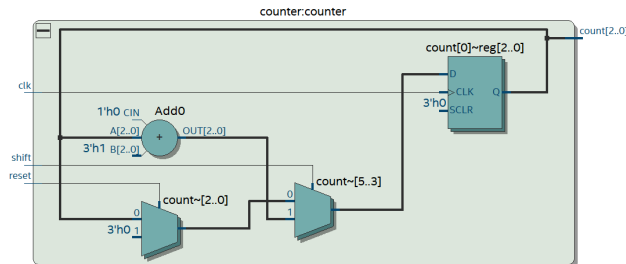 counter:counter
count[2..0]
count[0]~reg[2..0]
D
clk
>CLK
Q
1'h0 CIN
Add0
3'h0
SCLR
A[2..0]
OUT[2..0]
+
3'h1 B[2..0]
shift
reset
count~[5..3]
count~[2..0]
0
1
0
3'h0 1